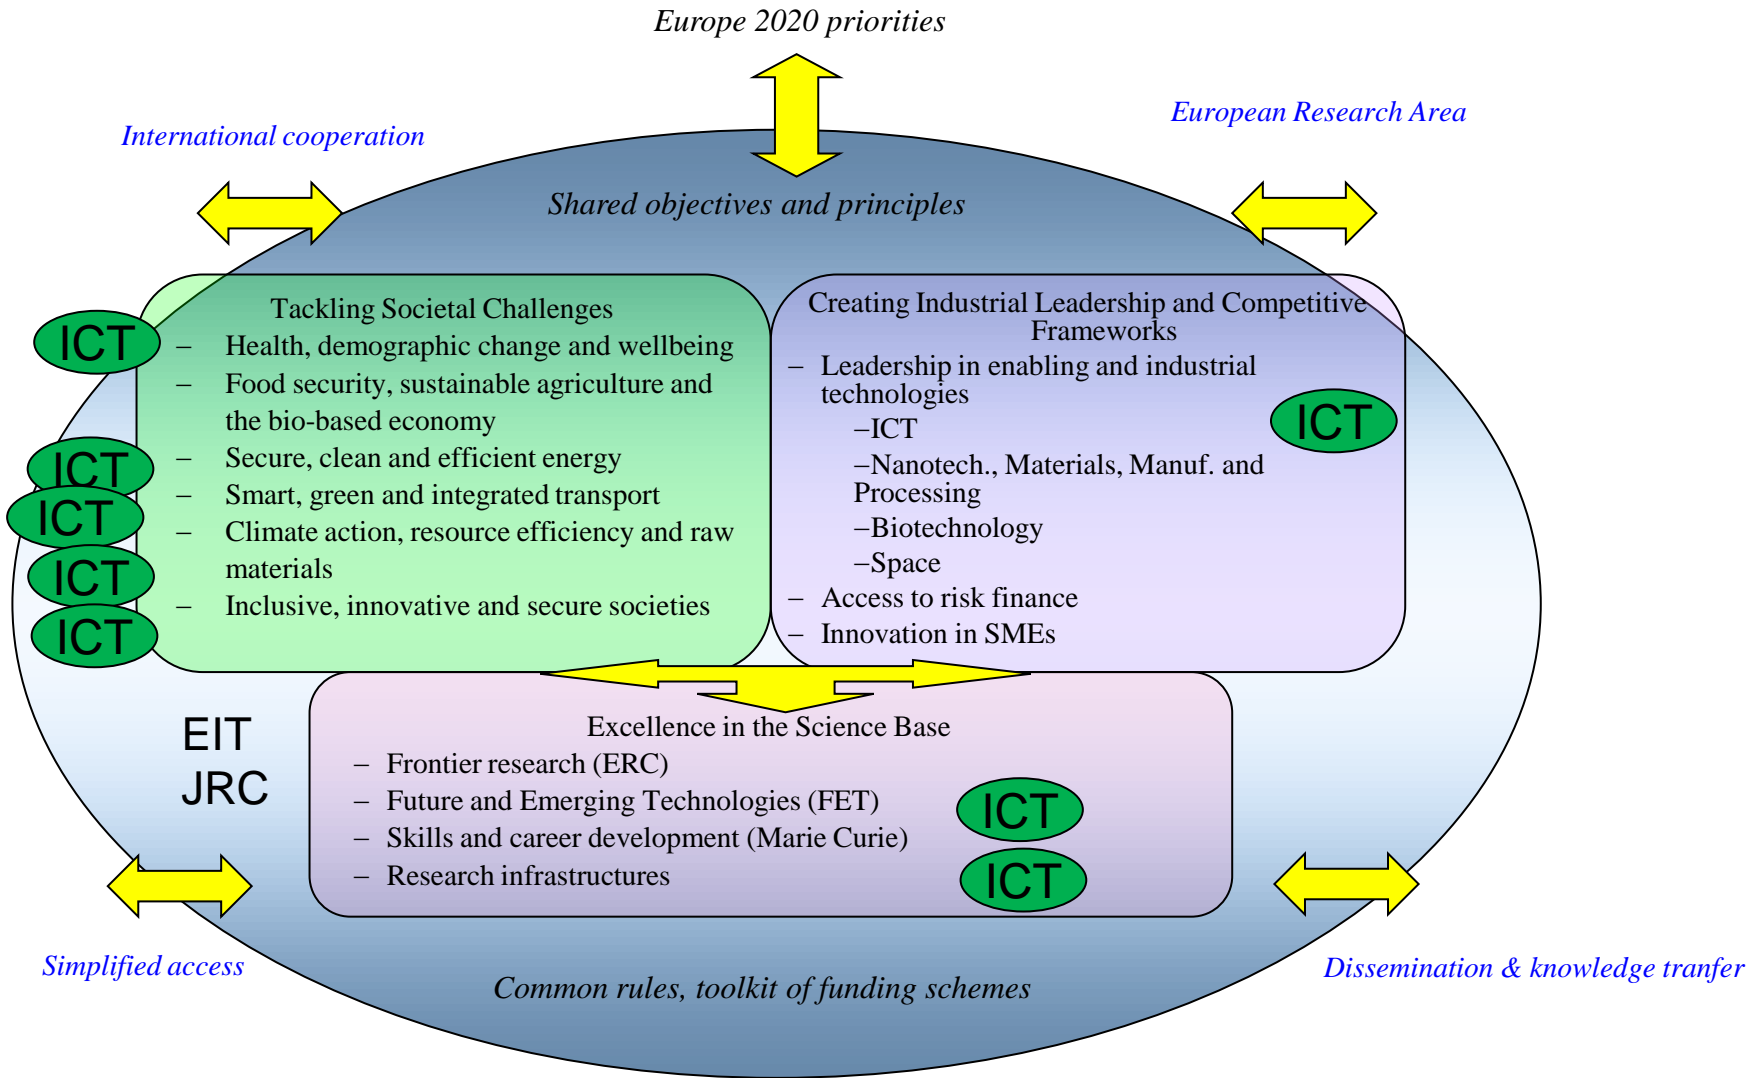 Europe 2020 priorities
European Research Area
International cooperation
Shared objectives and principles
Tackling Societal Challenges
ICT
– Health, demographic change and wellbeing
– Food security, sustainable agriculture and
the bio-based economy
ICT
– Secure, clean and efficient energy
ICT
– Smart, green and integrated transport
– Climate action, resource efficiency and raw
materials
ICT
– Inclusive, innovative and secure societies
ICT
Creating Industrial Leadership and Competitive
Frameworks
– Leadership in enabling and industrial
technologies
–ICT
ICT
–Nanotech., Materials, Manuf. and
Processing
–Biotechnology
–Space
– Access to risk finance
– Innovation in SMEs
EIT
JRC
Excellence in the Science Base
– Frontier research (ERC)
– Future and Emerging Technologies (FET)
ICT
– Skills and career development (Marie Curie)
– Research infrastructures
ICT
Simplified access
Dissemination & knowledge tranfer
Common rules, toolkit of funding schemes